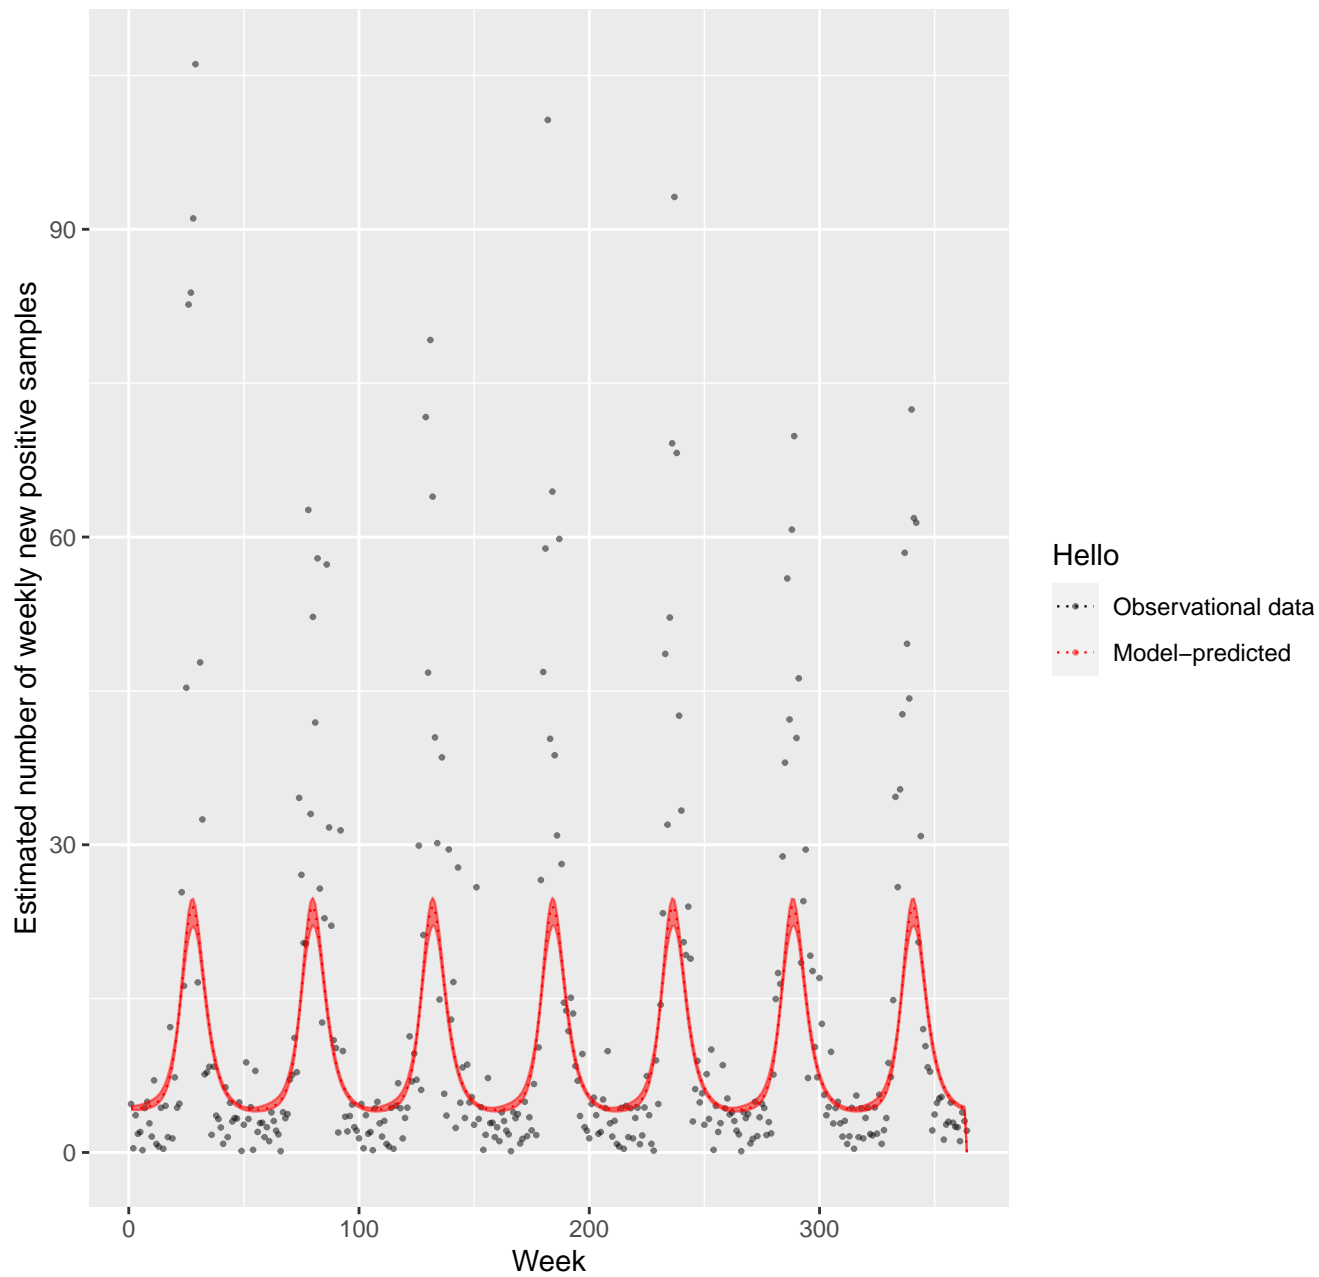 Estimated number of weekly new positive samples
90
60
30
0
0
100
200
300
Week
Hello
Observational data
Model−predicted